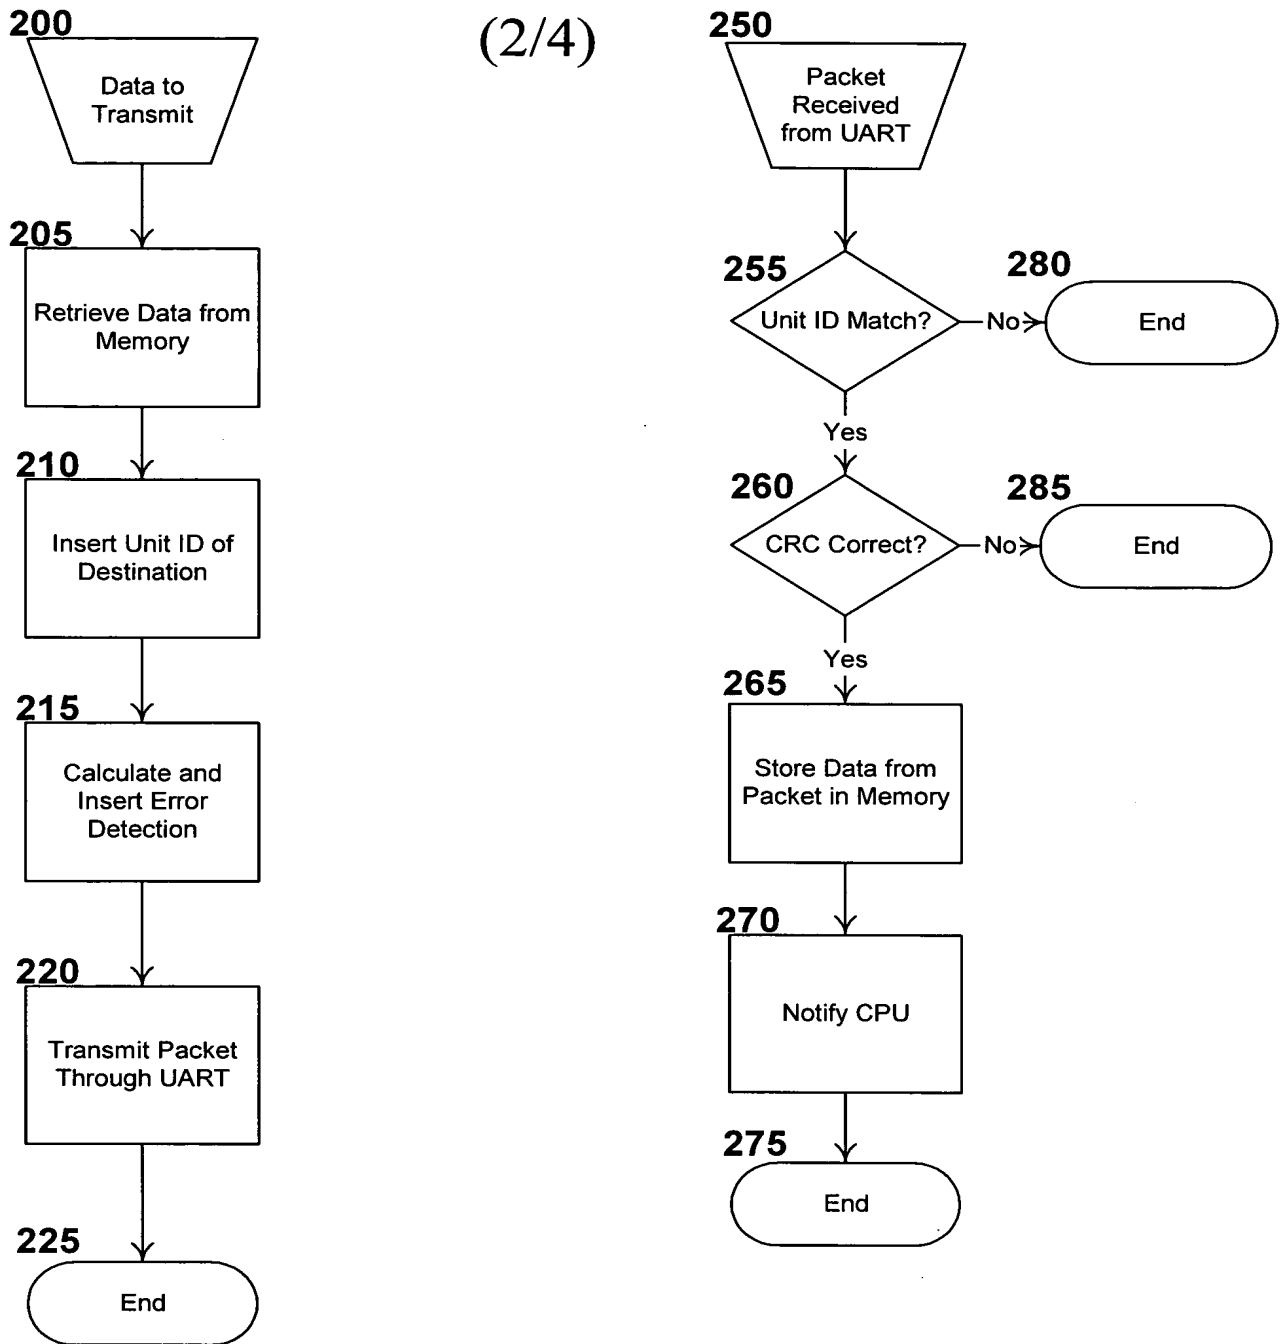 (2/4)
200
Data to
Transmit
205
Retrieve Data from
Memory
210
Insert Unit ID of
Destination
215
Calculate and
Insert Error
Detection
220
Transmit Packet
Through UART
225
End
250
Packet
Received
from UART
255
Unit ID Match?
No
280
End
Yes
260
CRC Correct?
No
285
End
Yes
265
Store Data from
Packet in Memory
270
Notify CPU
275
End